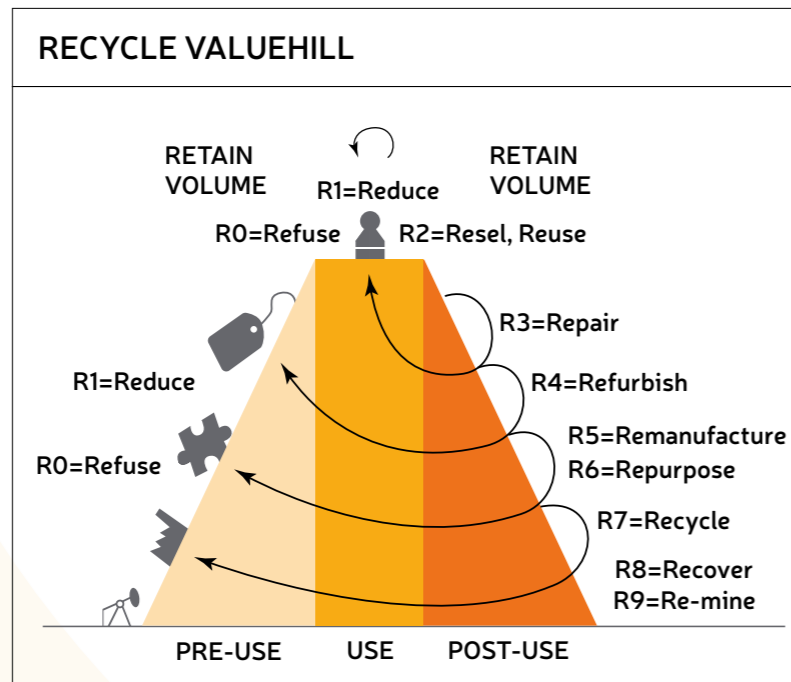 RECYCLE VALUEHILL
RETAIN
VOLUME
RETAIN
VOLUME
R1=Reduce
R0=Refuse
R2=Resel, Reuse
R3=Repair
R1=Reduce
R4=Refurbish
R5=Remanufacture
R0=Refuse
R6=Repurpose
R7=Recycle
R8=Recover
R9=Re-mine
PRE-USE
USE
POST-USE